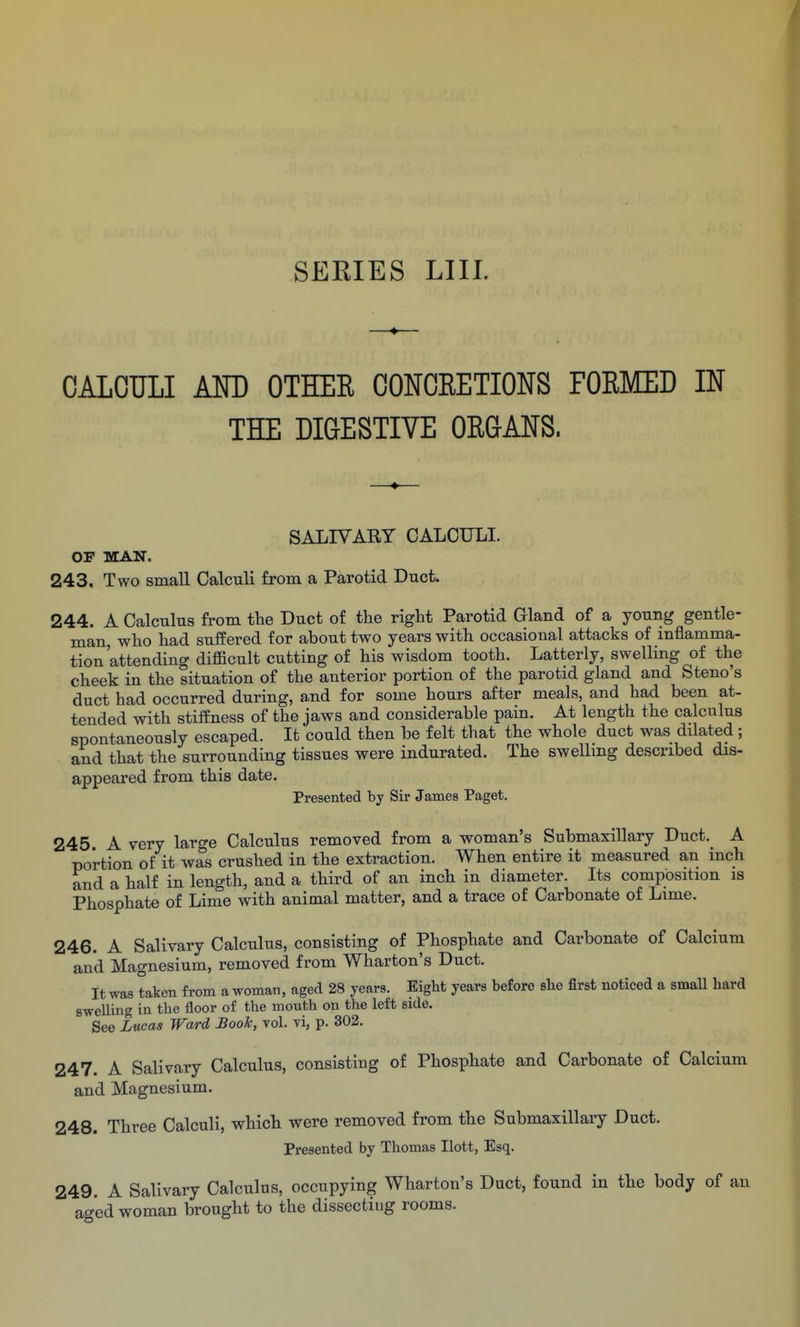 SERIES LIII.
CALCULI AND OTHER CONCRETIONS FORMED IN
THE DIGESTIVE ORGANS.
SALIVARY CALCULI.
OF MAN.
243. Two small Calculi from a Parotid Duct.
244. A Calculus from the Duct of the right Parotid Gland of a young gentle-
man, who had suffered for about two years with occasional attacks of inflamma-
tion attending difficult cutting of his wisdom tooth. Latterly, swelling of the
cheek in the situation of the anterior portion of the parotid gland and Steno's
duct had occurred during, and for some hours after meals, and had been at-
tended with stiffness of the jaws and considerable pain. At length the calculus
spontaneously escaped. It could then be felt that the whole duct was dilated ;
and that the surrounding tissues were indurated. The swelling described dis-
appeared from this date.
Presented by Sir James Paget.
245. A very large Calculus removed from a woman's Submaxillary Duct. A
portion of it was crushed in the extraction. When entire it measured an inch
and a half in length, and a third of an inch in diameter. Its composition is
Phosphate of Lime with animal matter, and a trace of Carbonate of Lime.
246. A Salivary Calculus, consisting of Phosphate and Carbonate of Calcium
and Magnesium, removed from Wharton's Duct.
It was taken from a woman, aged 28 years. Eight years before she first noticed a small hard
swelling in the floor of the mouth on the left side.
See Lucas Ward Book, vol. vi, p. 302.
247. A Salivary Calculus, consisting of Phosphate and Carbonate of Calcium
and Magnesium.
248. Three Calculi, which were removed from the Submaxillary Duct.
Presented by Thomas Ilott, Esq.
249. A Salivary Calculus, occupying Wharton's Duct, found in the body of an
aged woman brought to the dissecting rooms.